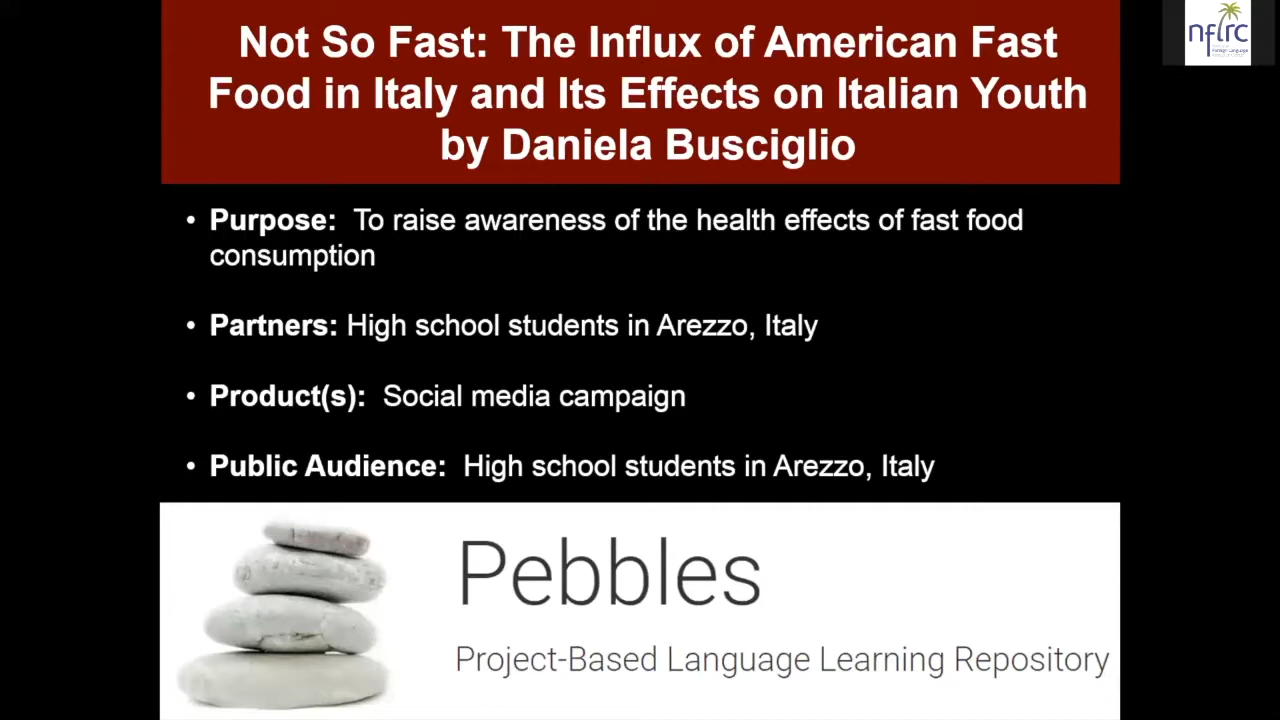 Not So Fast: The Influx of American Fast
Food in Italy and Its Effects on Italian Youth
by Daniela Busciglio
• Purpose: To raise awareness of the health effects of fast food
consumption
• Partners: High school students in Arezzo, Italy
• Product(s): Social media campaign
• Public Audience: High school students in Arezzo, Italy
Pebbles
Project-Based Language Learning Repository
nflrc
Foreign Language